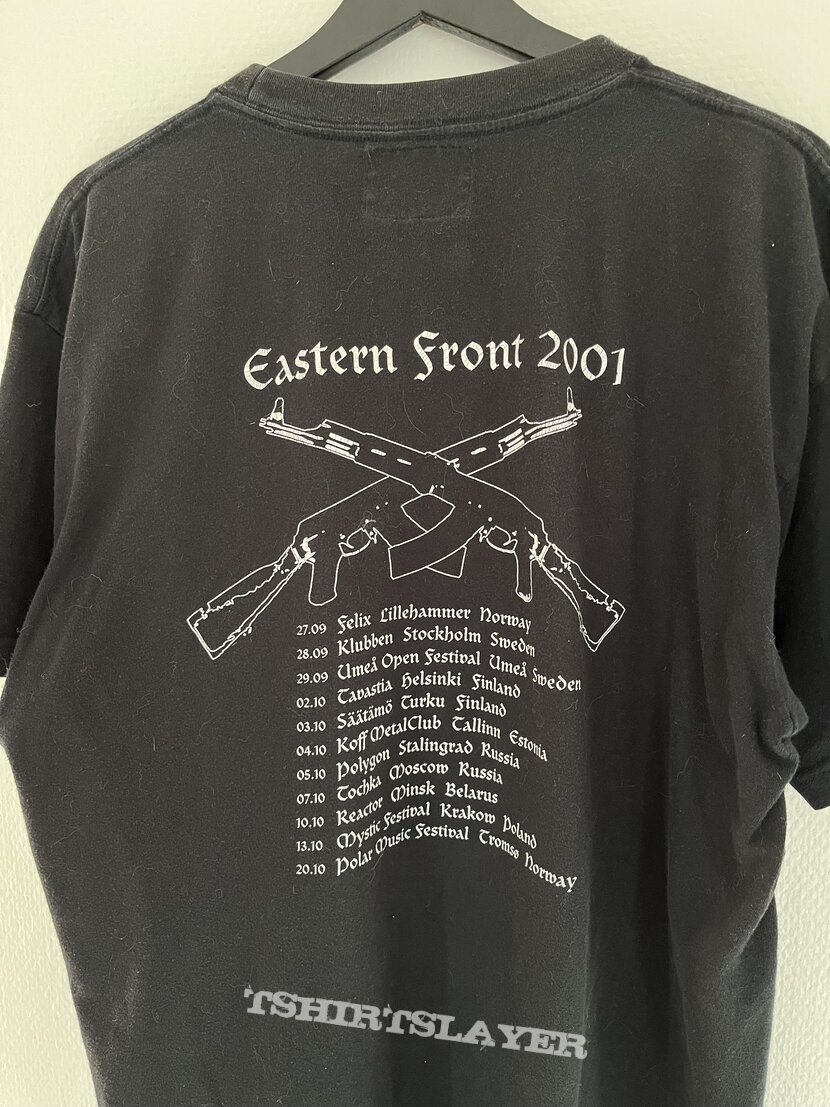 Eastern Front 2001
27.09 Felix Lillehammer Norway
28.09 Klubben Stockholm Sweden
29.09 Umeå Open Festival Umeå Sweden
02.10 Tavastia Helsinki Finland
03.10 Säätämö Turku Finland
04.10 Koff MetalClub Tallinn Estonia
05.10 Polygon Stalingrad Russia
07.10 Tochka Moscow Russia
10.10 Reactor Minsk Belarus
13.10 Mystic Festival Krakow Poland
20.10 Polar Music Festival Tromsø Norway
TSHIRTSLAYER